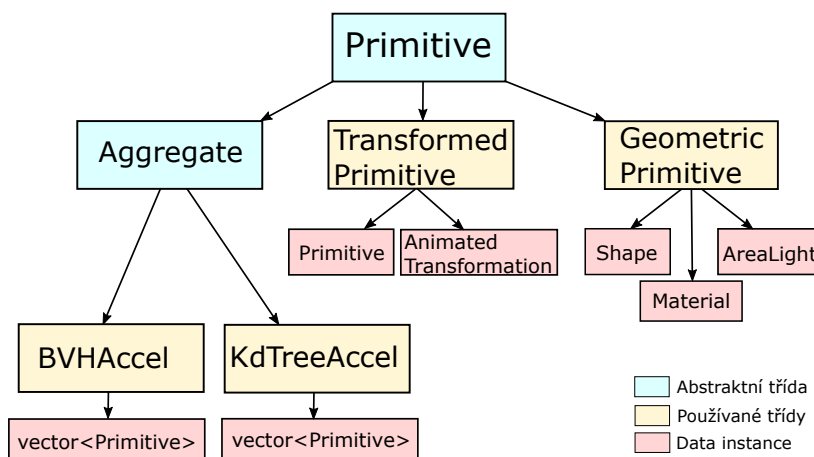 Primitive
Aggregate
Transformed
Primitive
Geometric
Primitive
Primitive
Animated
Transformation
Shape
AreaLight
Material
BVHAccel
KdTreeAccel
vector<Primitive>
vector<Primitive>
Abstraktní třída
Používané třídy
Data instance